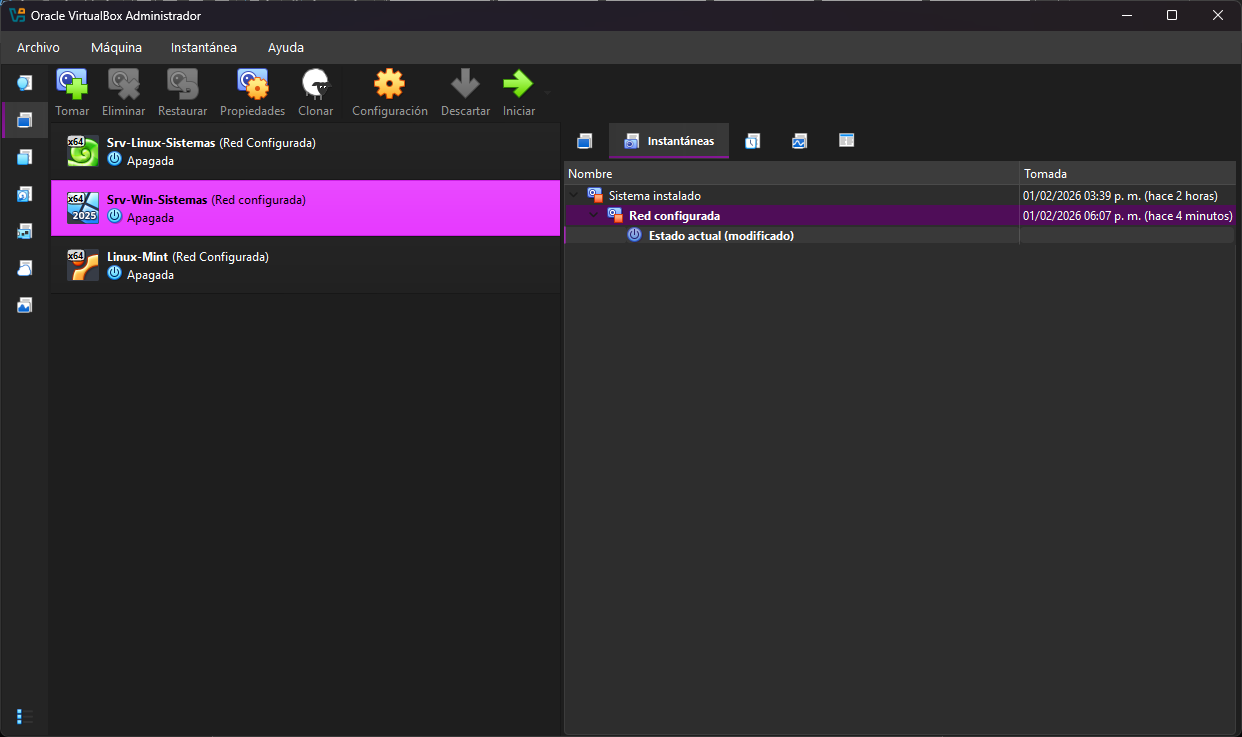 Oracle VirtualBox Administrador
Archivo Máquina Instantánea Ayuda
Tomar Eliminar Restaurar Propiedades Clonar Configuración Descartar Iniciar
x64 Srv-Linux-Sistemas (Red Configurada)
Apagada
x64 2025 Srv-Win-Sistemas (Red configurada)
Apagada
x64 Linux-Mint (Red Configurada)
Apagada
Instantáneas
Nombre Tomada
Sistema instalado 01/02/2026 03:39 p. m. (hace 2 horas)
Red configurada 01/02/2026 06:07 p. m. (hace 4 minutos)
Estado actual (modificado)